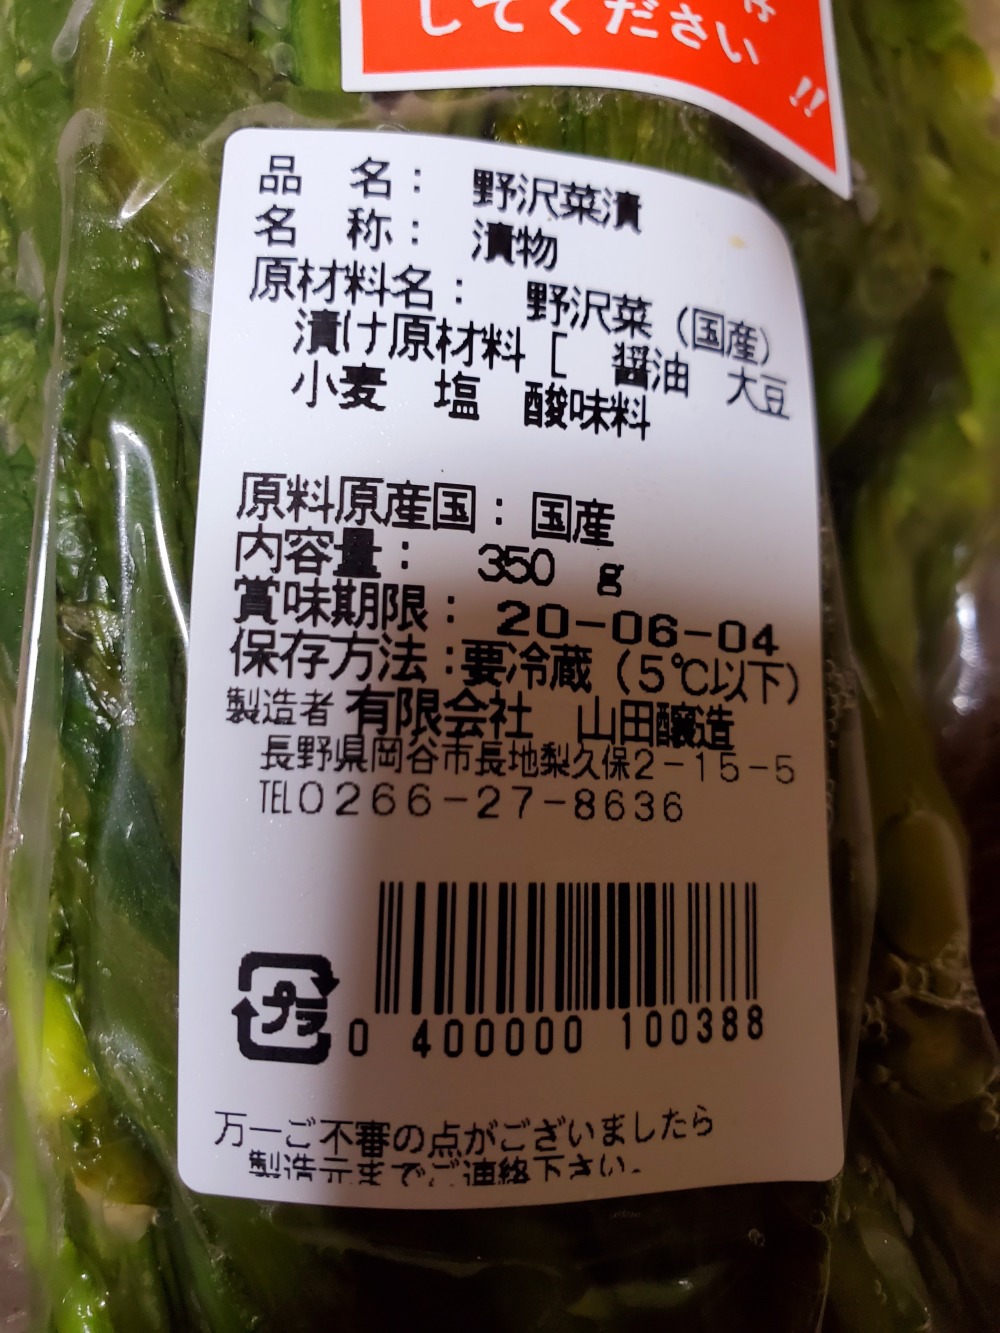 は
してください !!
品 名： 野沢菜漬
名 称： 漬物
原材料名： 野沢菜（国産）
漬け原材料［ 醤油 大豆
小麦 塩 酸味料
原料原産国：国産
内容量： 350 g
賞味期限：20-06-04
保存方法：要冷蔵（5℃以下）
製造者 有限会社 山田醸造
長野県岡谷市長地梨久保2-15-5
TEL0266-27-8636
プラ
0 400000 100388
万一ご不審の点がございましたら
製造元までご連絡下さい。